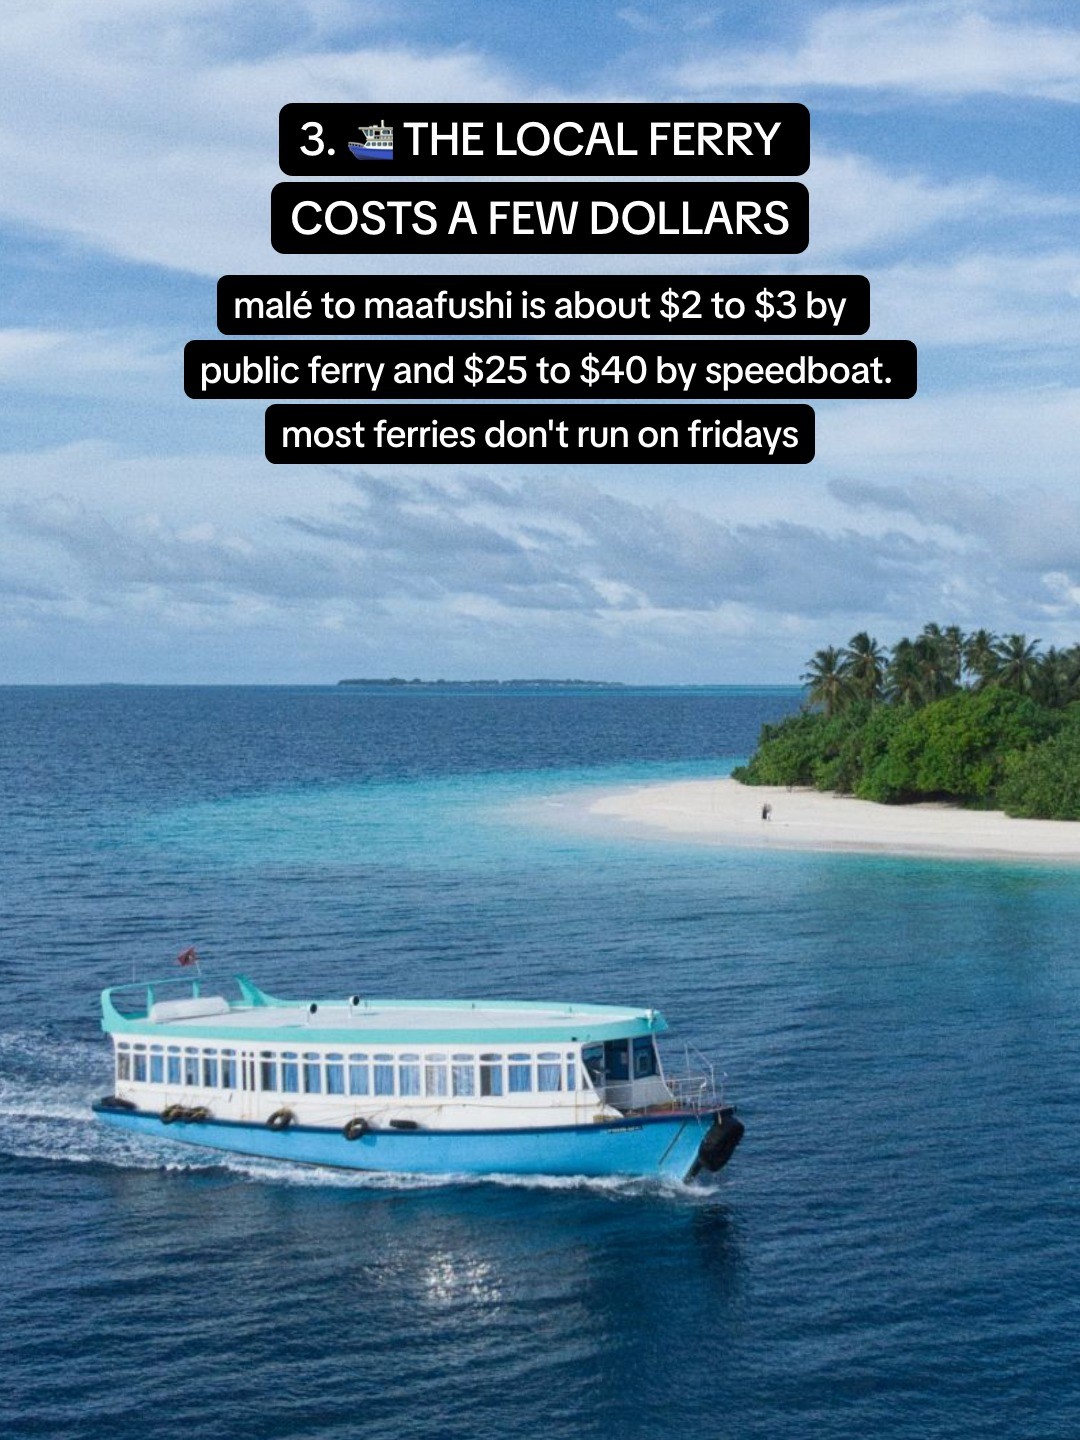 3. 🛳️ THE LOCAL FERRY
COSTS A FEW DOLLARS
malé to maafushi is about $2 to $3 by
public ferry and $25 to $40 by speedboat.
most ferries don't run on fridays